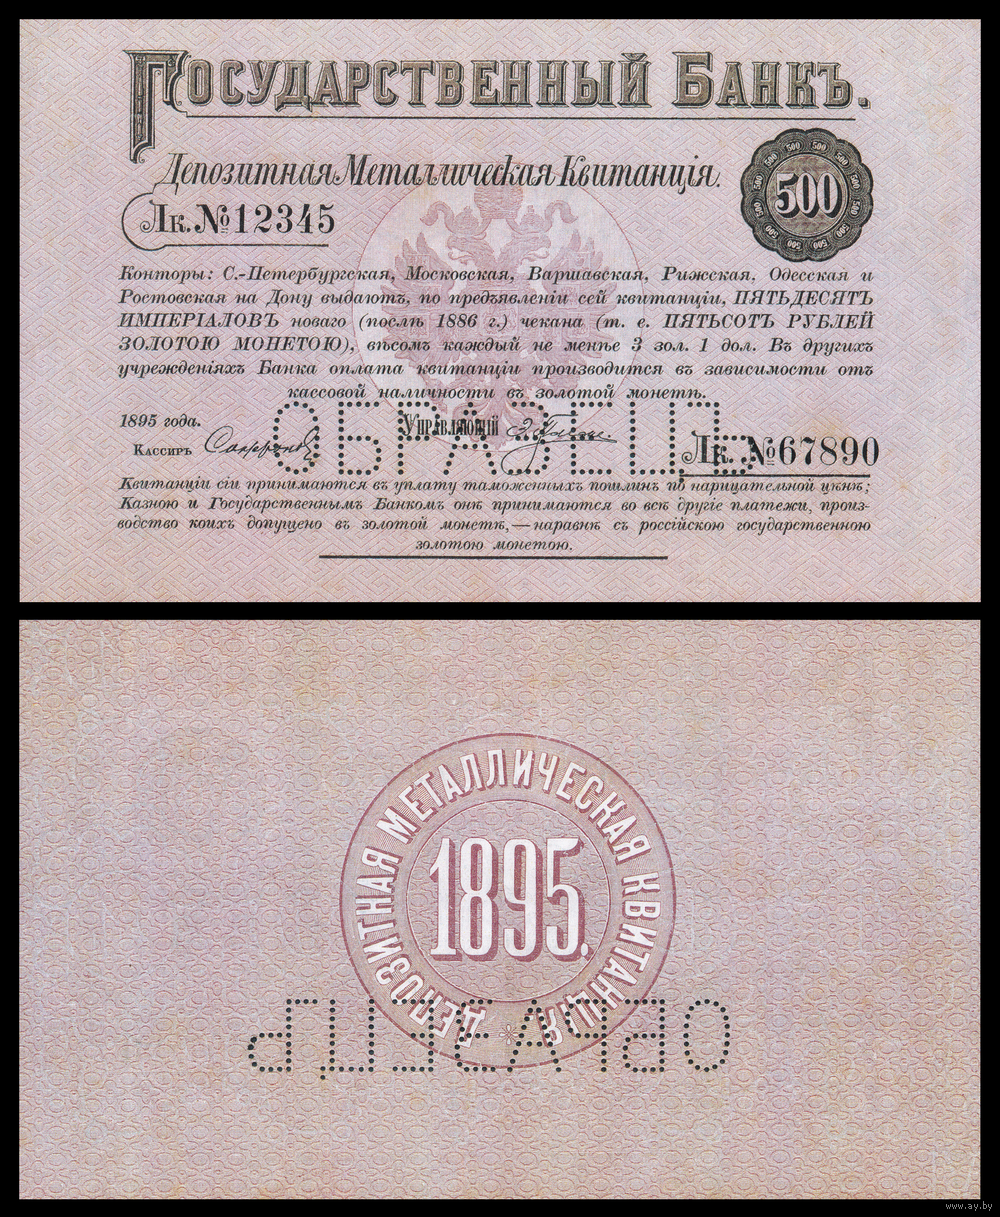 Государственный Банкъ.
Депозитная Металлическая Квитанція.
500
Лк. №12345
Конторы: С.-Петербургская, Московская, Варшавская, Рижская, Одесская и
Ростовская на Дону выдаютъ, по предъявленіи сей квитанціи, ПЯТЬДЕСЯТЪ
ИМПЕРІАЛОВЪ новаго (послѣ 1886 г.) чекана (т. е. ПЯТЬСОТЪ РУБЛЕЙ
ЗОЛОТОЮ МОНЕТОЮ), вѣсомъ каждый не менѣе 3 зол. 1 дол. Въ другихъ
учрежденіяхъ Банка оплата квитанціи производится въ зависимости отъ
кассовой наличности въ золотой монетѣ.
1895 года.
Управляющій
Кассиръ
ОБРАЗЕЦЪ
Лк. №67890
Квитанціи сіи принимаются въ уплату таможенныхъ пошлинъ по нарицательной цѣнѣ;
Казною и Государственнымъ Банкомъ онѣ принимаются во всѣ другіе платежи, произ-
водство коихъ допущено въ золотой монетѣ,—наравнѣ съ россійскою государственною
золотою монетою.
ДЕПОЗИТНАЯ МЕТАЛЛИЧЕСКАЯ КВИТАНЦІЯ
1895.
ОБРАЗЕЦЪ
www.ay.by